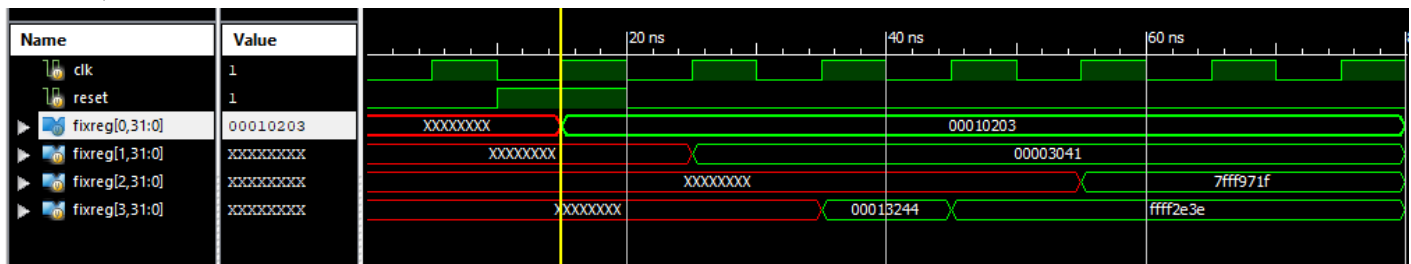 Name Value 20 ns 40 ns 60 ns
clk 1
reset 1
fixreg[0,31:0] 00010203 XXXXXXXX 00010203
fixreg[1,31:0] XXXXXXXX XXXXXXXX 00003041
fixreg[2,31:0] XXXXXXXX XXXXXXXX 7fff971f
fixreg[3,31:0] XXXXXXXX XXXXXXXX 00013244 ffff2e3e